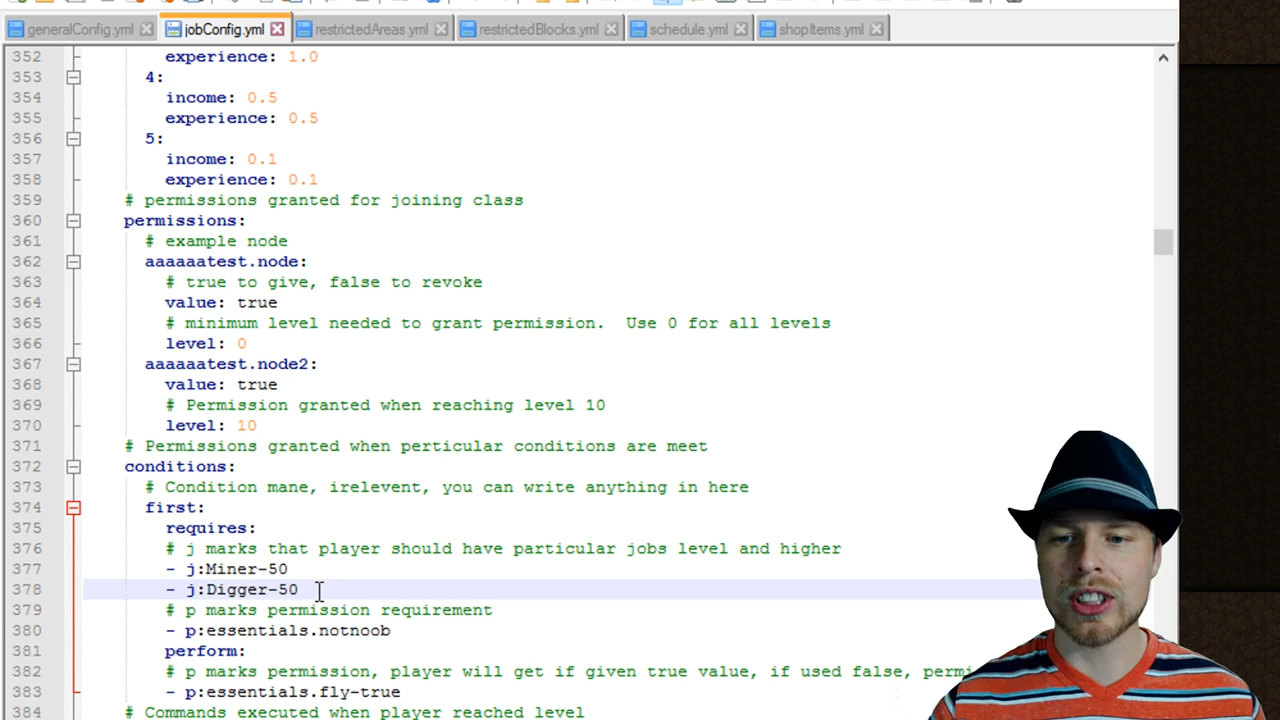 generalConfig.yml jobConfig.yml restrictedAreas.yml restrictedBlocks.yml schedule.yml shopItems.yml
352 experience: 1.0
353 4:
354 income: 0.5
355 experience: 0.5
356 5:
357 income: 0.1
358 experience: 0.1
359 # permissions granted for joining class
360 permissions:
361 # example node
362 aaaaaatest.node:
363 # true to give, false to revoke
364 value: true
365 # minimum level needed to grant permission.  Use 0 for all levels
366 level: 0
367 aaaaaatest.node2:
368 value: true
369 # Permission granted when reaching level 10
370 level: 10
371 # Permissions granted when perticular conditions are meet
372 conditions:
373 # Condition mane, irelevent, you can write anything in here
374 first:
375 requires:
376 # j marks that player should have particular jobs level and higher
377 - j:Miner-50
378 - j:Digger-50
379 # p marks permission requirement
380 - p:essentials.notnoob
381 perform:
382 # p marks permission, player will get if given true value, if used false, permi
383 - p:essentials.fly-true
384 # Commands executed when player reached level